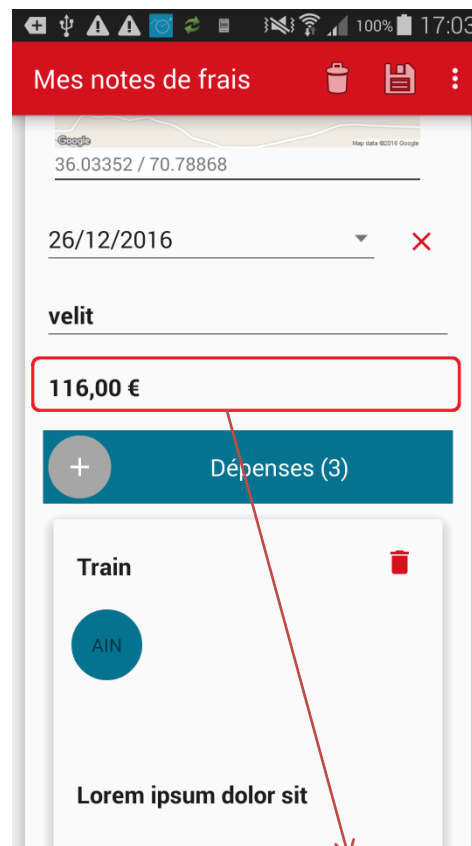 100% 17:03
Mes notes de frais
Google
Map data ©2016 Google
36.03352 / 70.78868
26/12/2016
velit
116,00 €
+ Dépenses (3)
Train
AIN
Lorem ipsum dolor sit